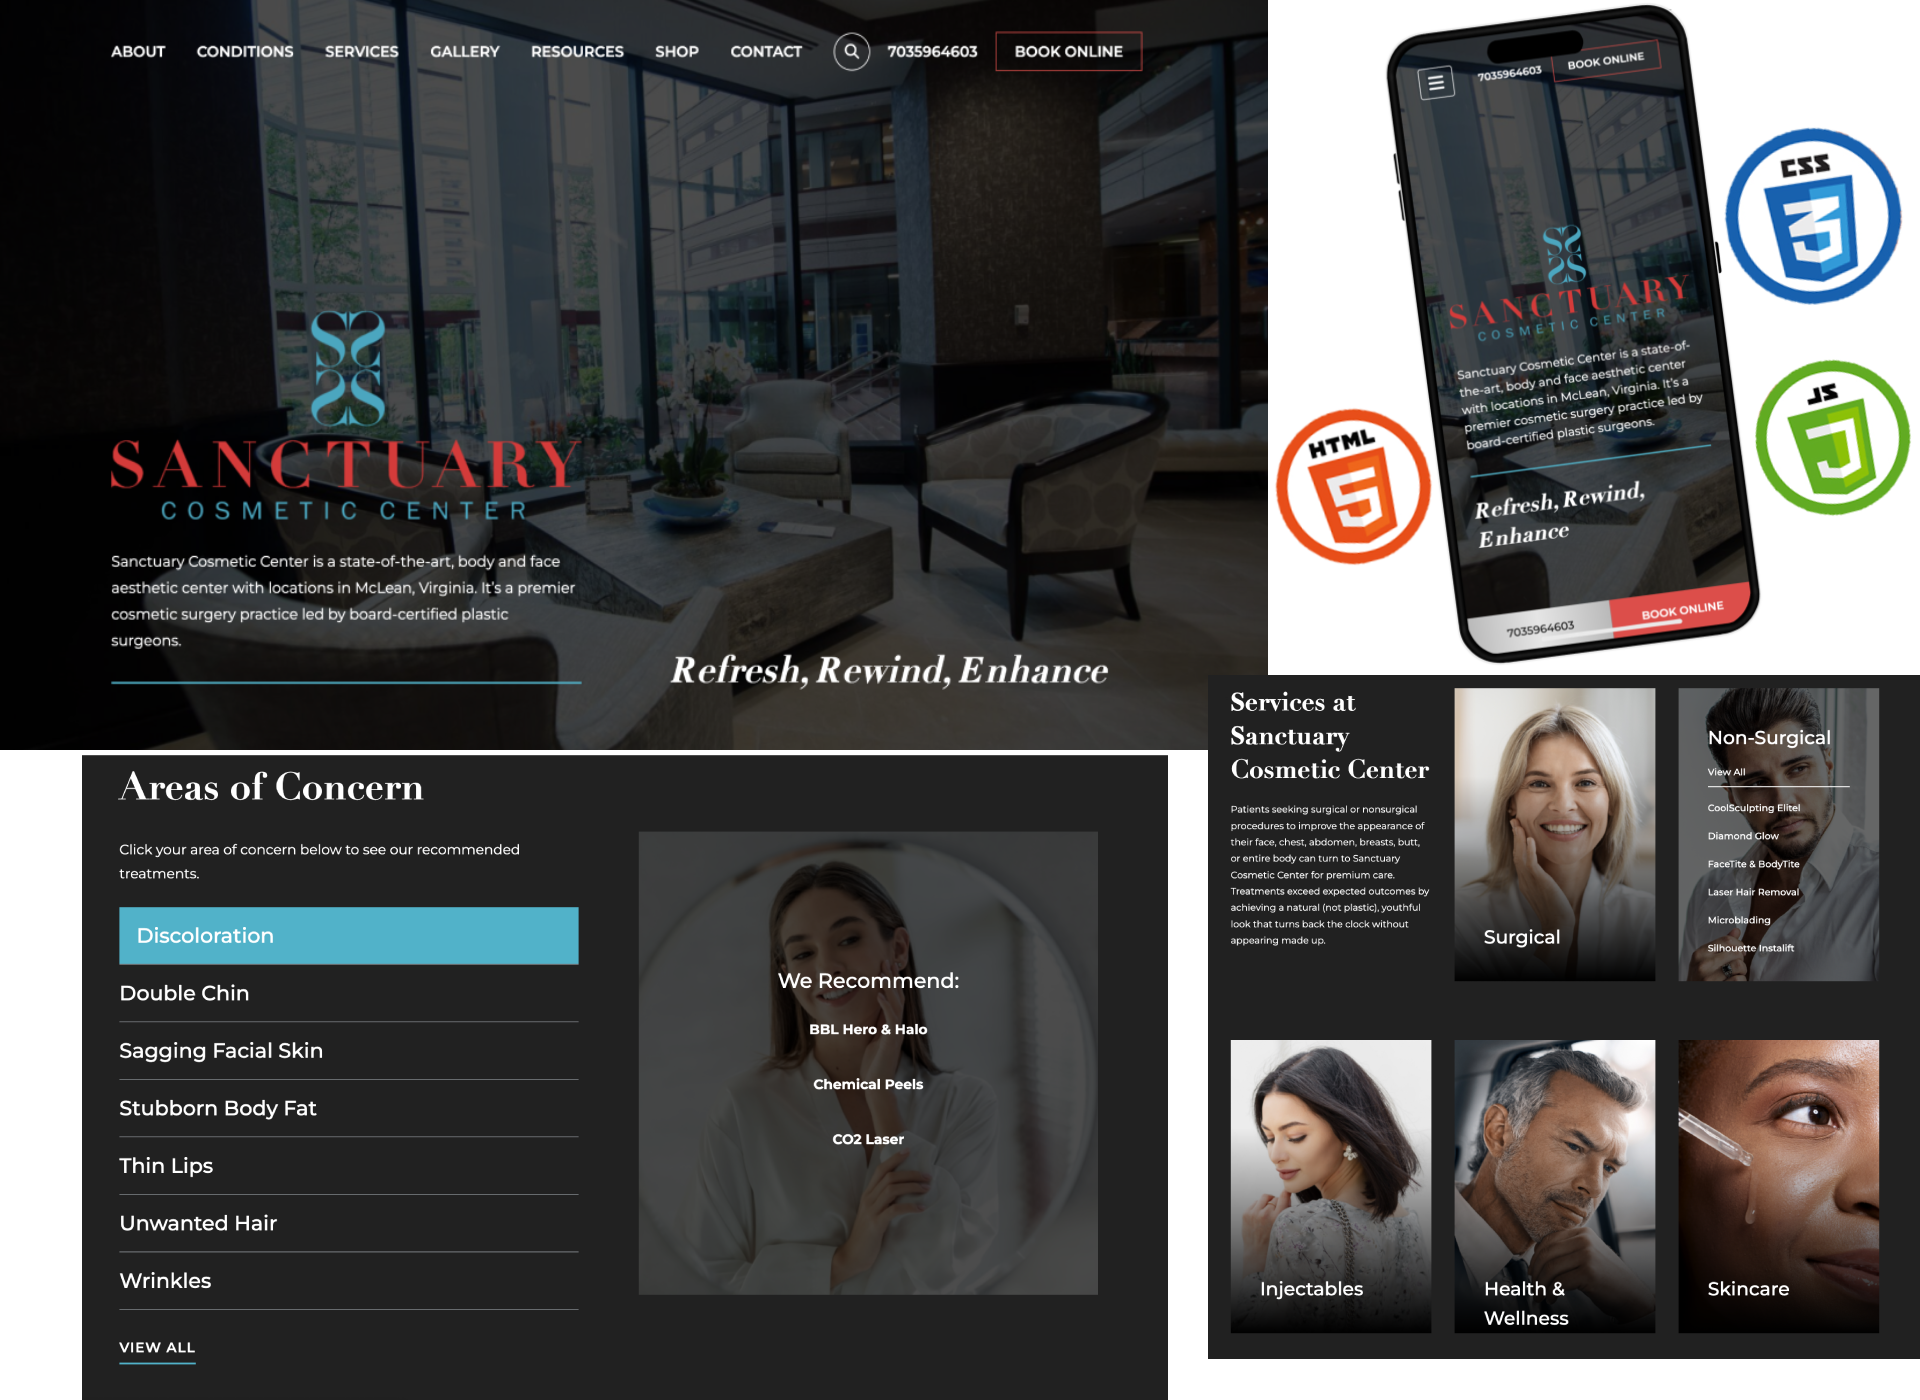 ABOUT CONDITIONS SERVICES GALLERY RESOURCES SHOP CONTACT 7035964603 BOOK ONLINE
SANCTUARY
COSMETIC CENTER
Sanctuary Cosmetic Center is a state-of-the-art, body and face
aesthetic center with locations in McLean, Virginia. It's a premier
cosmetic surgery practice led by board-certified plastic
surgeons.
Refresh, Rewind, Enhance
7035964603 BOOK ONLINE
SANCTUARY
COSMETIC CENTER
Sanctuary Cosmetic Center is a state-of-
the-art, body and face aesthetic center
with locations in McLean, Virginia. It's a
premier cosmetic surgery practice led by
board-certified plastic surgeons.
Refresh, Rewind,
Enhance
7035964603 BOOK ONLINE
CSS
3
HTML
5
JS
Areas of Concern
Click your area of concern below to see our recommended
treatments.
Discoloration
Double Chin
Sagging Facial Skin
Stubborn Body Fat
Thin Lips
Unwanted Hair
Wrinkles
VIEW ALL
We Recommend:
BBL Hero & Halo
Chemical Peels
CO2 Laser
Services at
Sanctuary
Cosmetic Center
Patients seeking surgical or nonsurgical
procedures to improve the appearance of
their face, chest, abdomen, breasts, butt,
or entire body can turn to Sanctuary
Cosmetic Center for premium care.
Treatments exceed expected outcomes by
achieving a natural (not plastic), youthful
look that turns back the clock without
appearing made up.
Surgical
Non-Surgical
View All
CoolSculpting Elitel
Diamond Glow
FaceTite & BodyTite
Laser Hair Removal
Microblading
Silhouette Instalift
Injectables
Health &
Wellness
Skincare